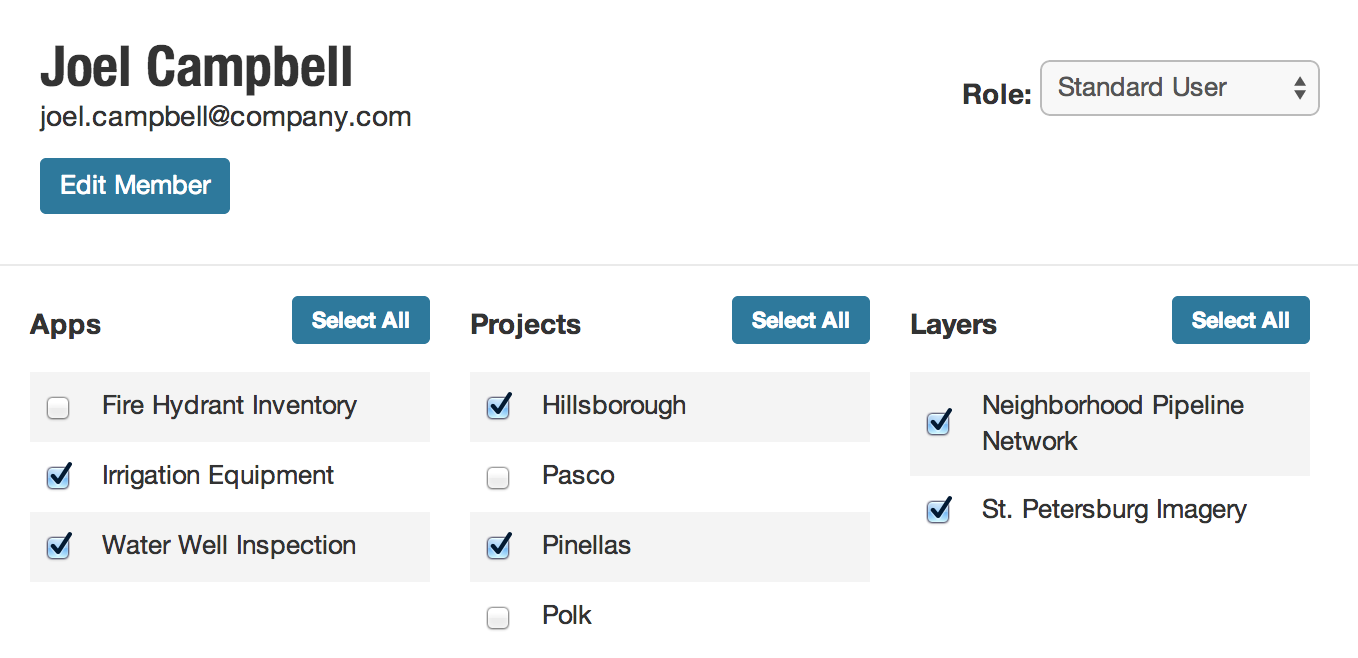 Joel Campbell
joel.campbell@company.com
Role: Standard User
Edit Member
Apps Select All
Fire Hydrant Inventory
Irrigation Equipment
Water Well Inspection
Projects Select All
Hillsborough
Pasco
Pinellas
Polk
Layers Select All
Neighborhood Pipeline
Network
St. Petersburg Imagery